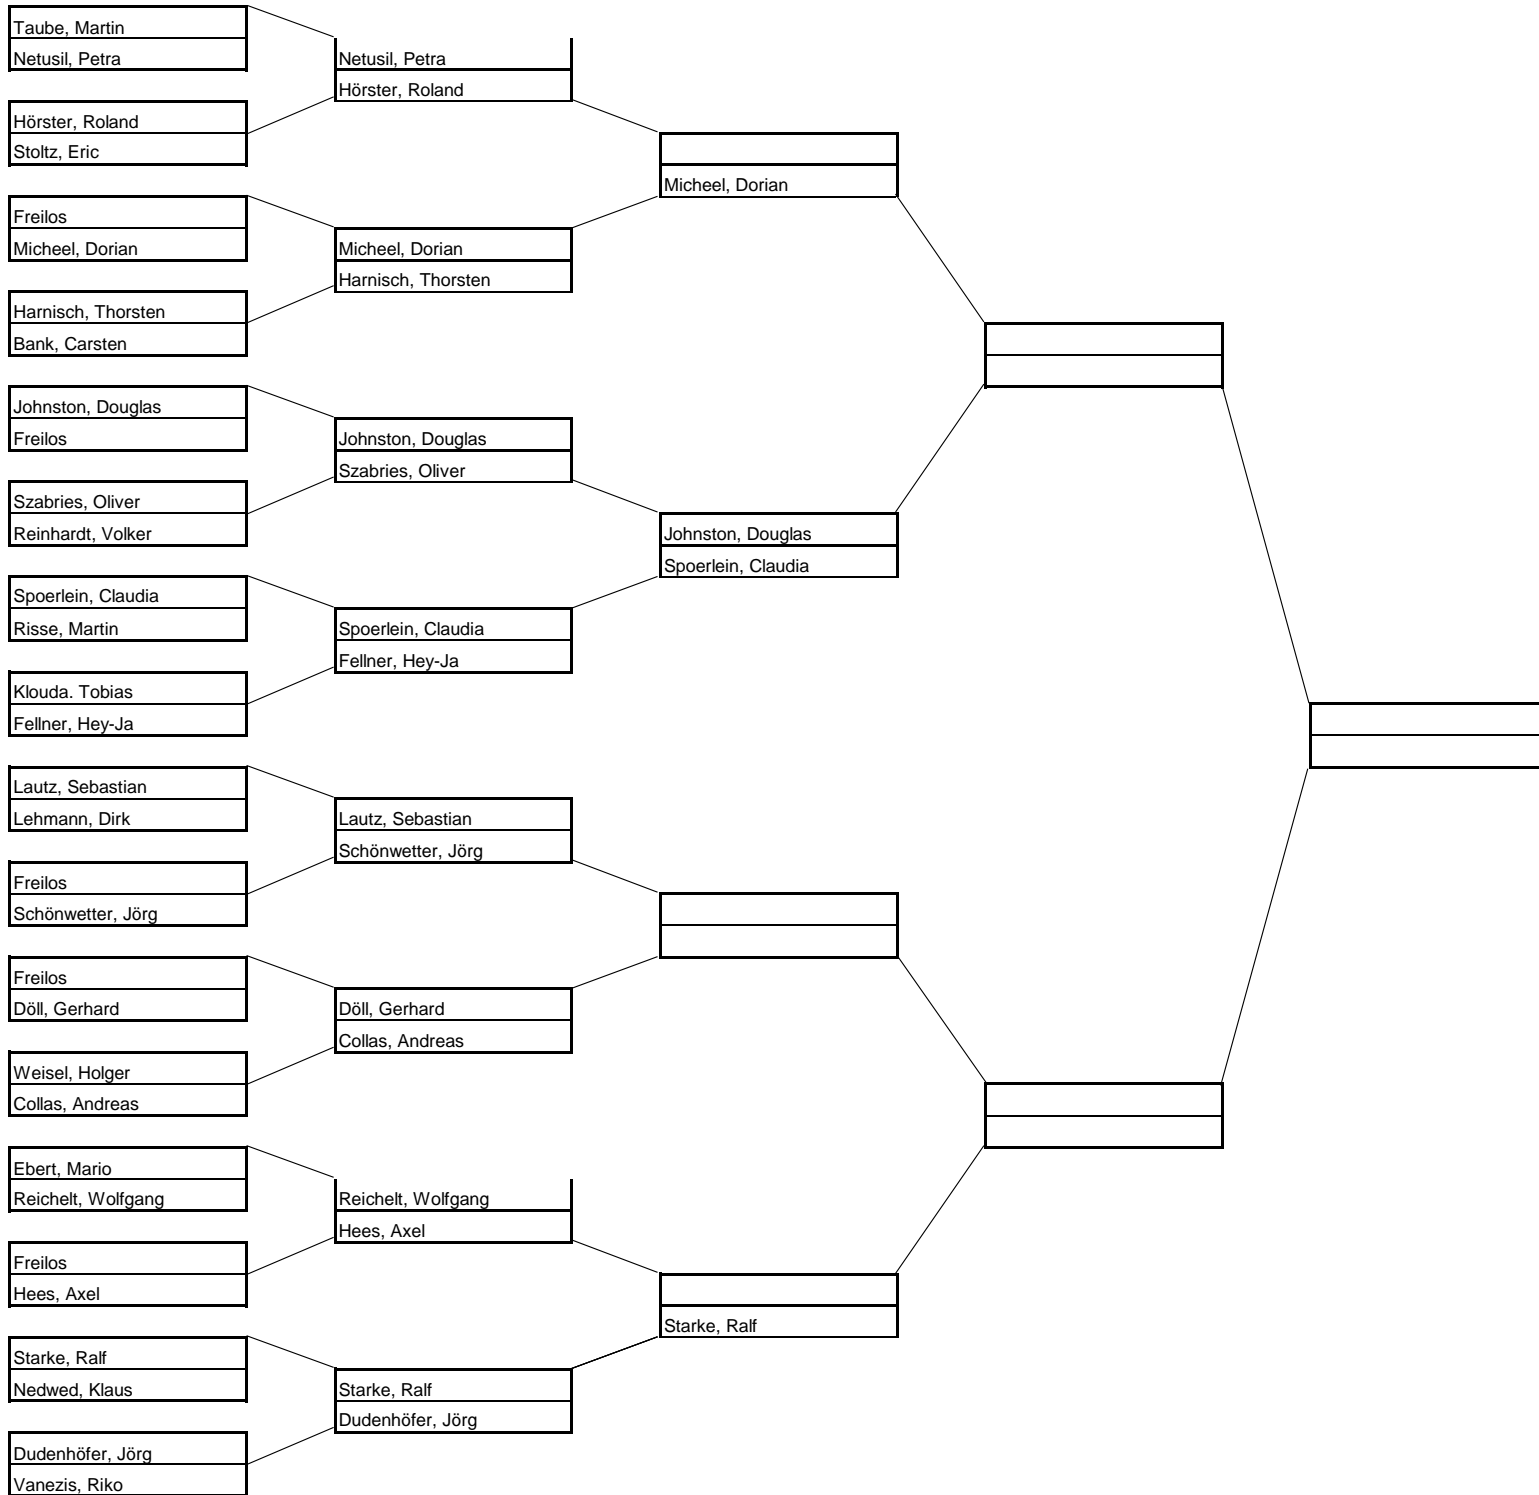 Taube, Martin
Netusil, Petra
Hörster, Roland
Stoltz, Eric
Freilos
Micheel, Dorian
Harnisch, Thorsten
Bank, Carsten
Johnston, Douglas
Freilos
Szabries, Oliver
Reinhardt, Volker
Spoerlein, Claudia
Risse, Martin
Klouda. Tobias
Fellner, Hey-Ja
Lautz, Sebastian
Lehmann, Dirk
Freilos
Schönwetter, Jörg
Freilos
Döll, Gerhard
Weisel, Holger
Collas, Andreas
Ebert, Mario
Reichelt, Wolfgang
Freilos
Hees, Axel
Starke, Ralf
Nedwed, Klaus
Dudenhöfer, Jörg
Vanezis, Riko
Netusil, Petra
Hörster, Roland
Micheel, Dorian
Harnisch, Thorsten
Johnston, Douglas
Szabries, Oliver
Spoerlein, Claudia
Fellner, Hey-Ja
Lautz, Sebastian
Schönwetter, Jörg
Döll, Gerhard
Collas, Andreas
Reichelt, Wolfgang
Hees, Axel
Starke, Ralf
Dudenhöfer, Jörg
Micheel, Dorian
Johnston, Douglas
Spoerlein, Claudia
Starke, Ralf